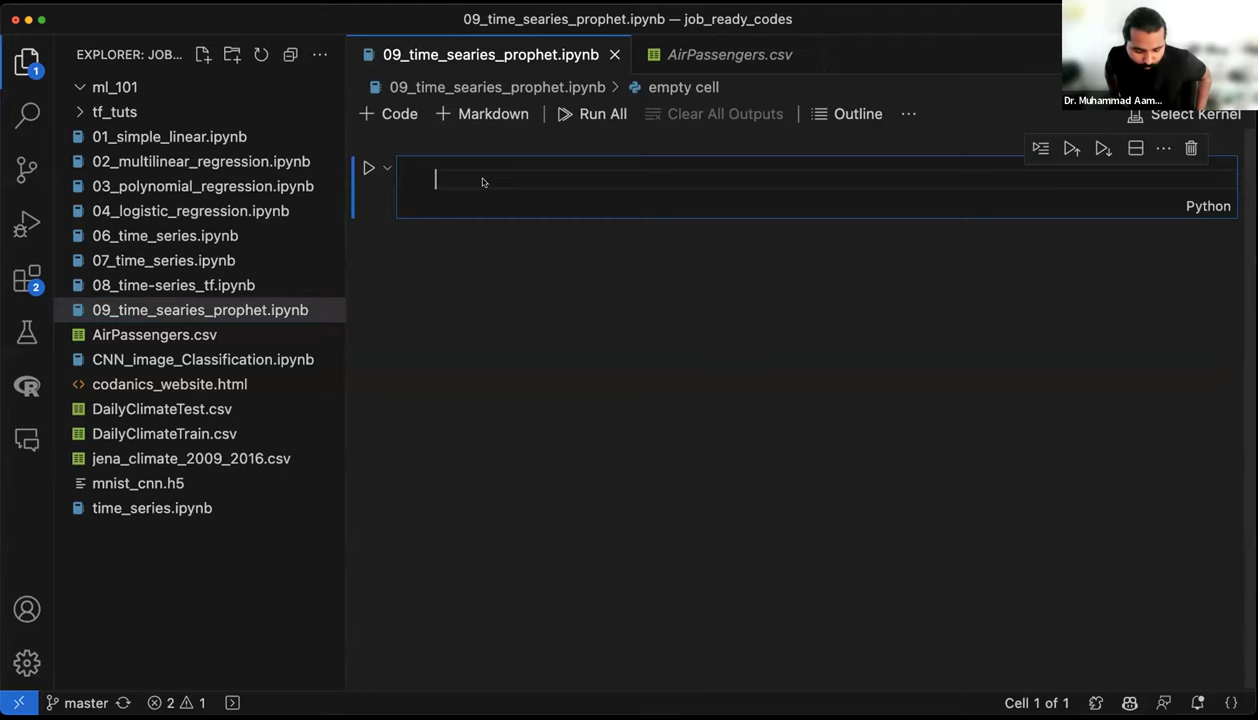 09_time_searies_prophet.ipynb — job_ready_codes
EXPLORER: JOB...
ml_101
tf_tuts
01_simple_linear.ipynb
02_multilinear_regression.ipynb
03_polynomial_regression.ipynb
04_logistic_regression.ipynb
06_time_series.ipynb
07_time_series.ipynb
08_time-series_tf.ipynb
09_time_searies_prophet.ipynb
AirPassengers.csv
CNN_image_Classification.ipynb
codanics_website.html
DailyClimateTest.csv
DailyClimateTrain.csv
jena_climate_2009_2016.csv
mnist_cnn.h5
time_series.ipynb
1
2
09_time_searies_prophet.ipynb
AirPassengers.csv
09_time_searies_prophet.ipynb > empty cell
Code
Markdown
Run All
Clear All Outputs
Outline
Select Kernel
Python
Dr. Muhammad Aam...
master
2
1
Cell 1 of 1